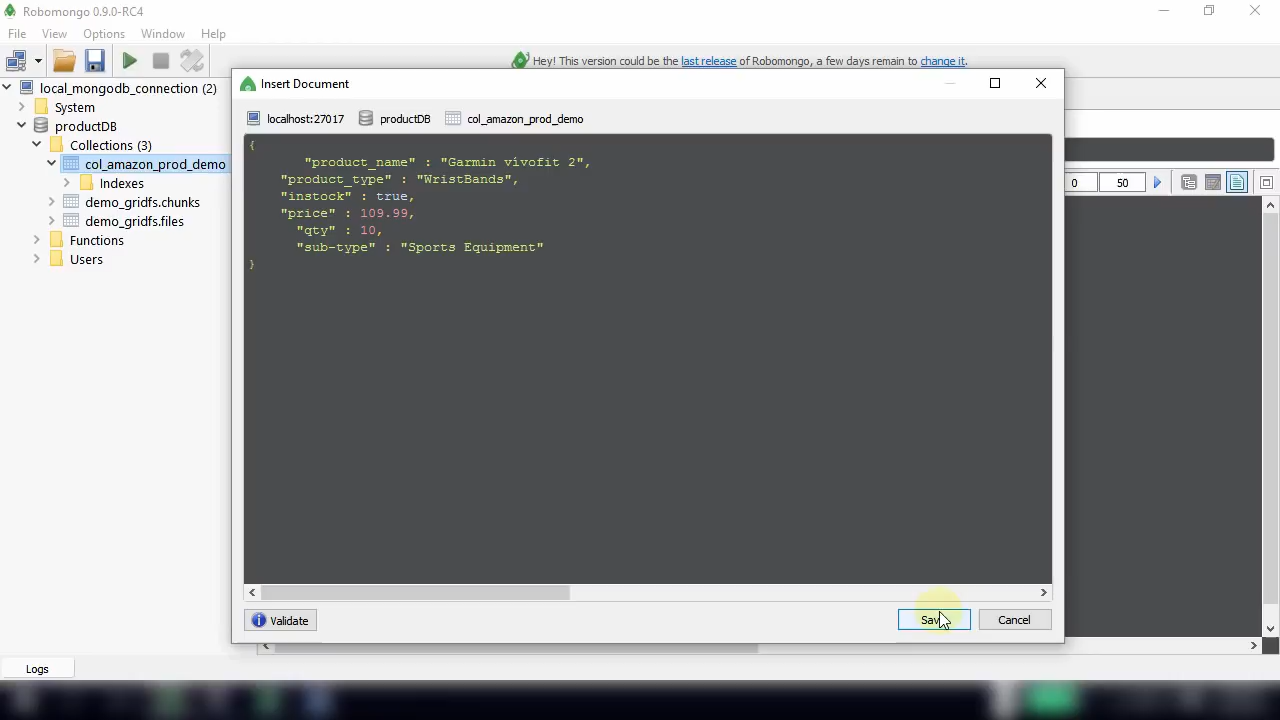 Robomongo 0.9.0-RC4
File View Options Window Help
Hey! This version could be the last release of Robomongo, a few days remain to change it.
local_mongodb_connection (2)
System
productDB
Collections (3)
col_amazon_prod_demo
Indexes
demo_gridfs.chunks
demo_gridfs.files
Functions
Users
Logs
0 50
Insert Document
localhost:27017 productDB col_amazon_prod_demo
{
"product_name" : "Garmin vivofit 2",
"product_type" : "WristBands",
"instock" : true,
"price" : 109.99,
"qty" : 10,
"sub-type" : "Sports Equipment"
}
Validate
Save Cancel